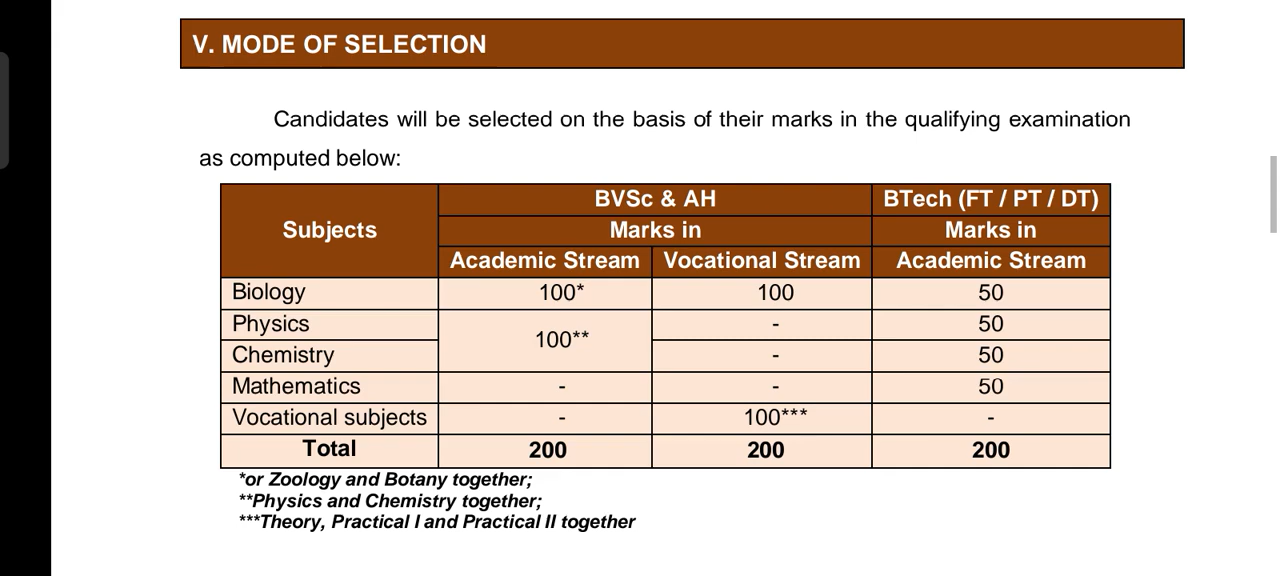 V. MODE OF SELECTION
Candidates will be selected on the basis of their marks in the qualifying examination
as computed below:
Subjects BVSc & AH BTech (FT / PT / DT)
Marks in Marks in
Academic Stream Vocational Stream Academic Stream
Biology 100* 100 50
Physics 100** - 50
Chemistry - 50
Mathematics - - 50
Vocational subjects - 100*** -
Total 200 200 200
*or Zoology and Botany together;
**Physics and Chemistry together;
***Theory, Practical I and Practical II together